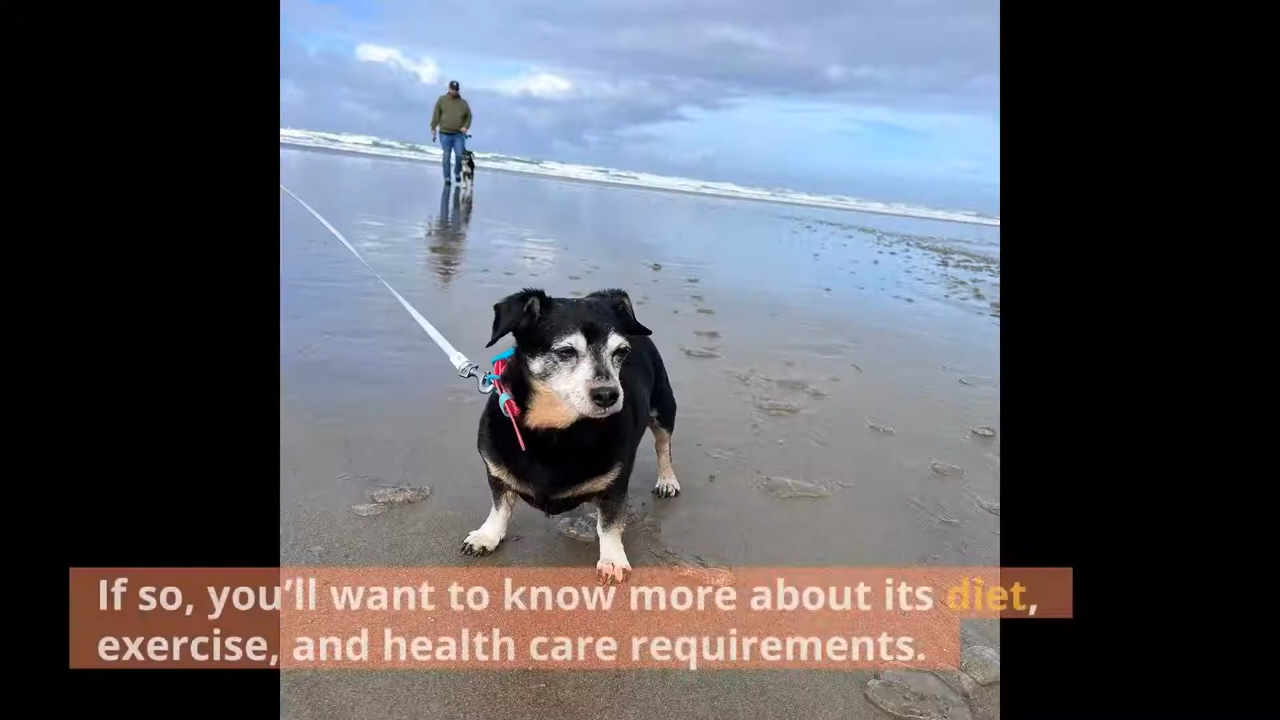 If so, you’ll want to know more about its diet,
exercise, and health care requirements.